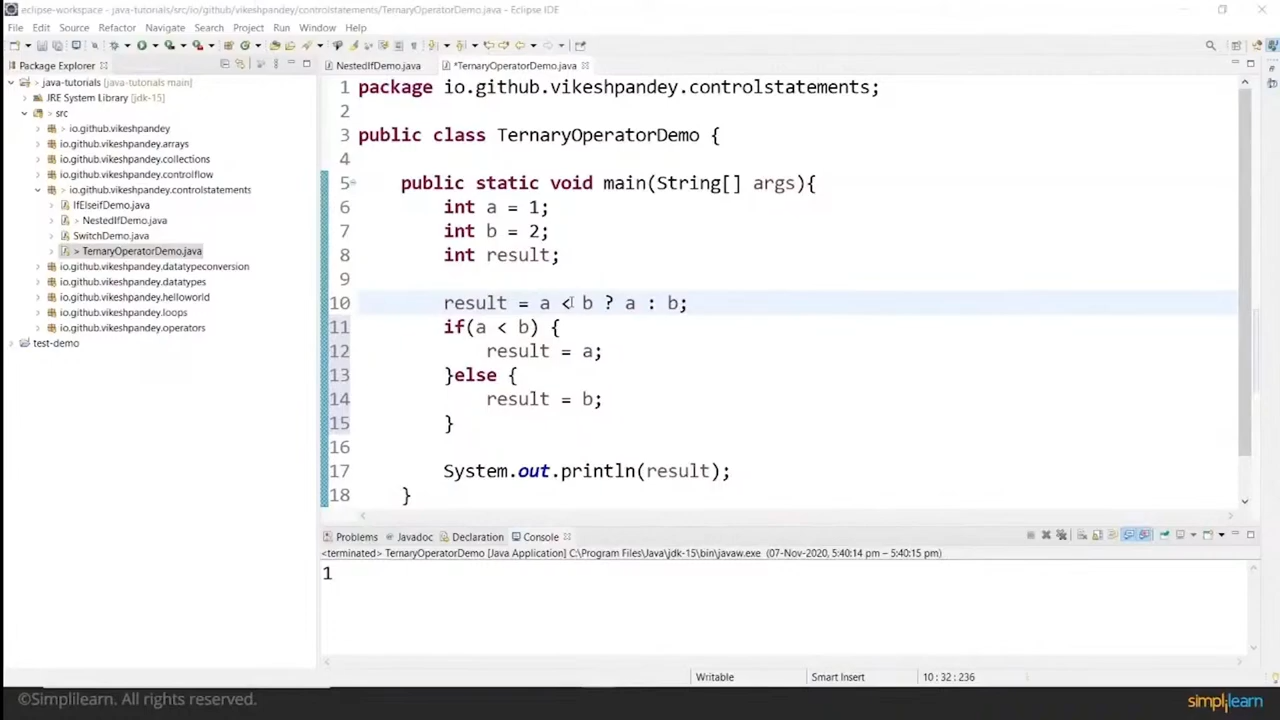 eclipse-workspace - java-tutorials/src/io/github/vikeshpandey/controlstatements/TernaryOperatorDemo.java - Eclipse IDE
File Edit Source Refactor Navigate Search Project Run Window Help
Package Explorer
NestedIfDemo.java
*TernaryOperatorDemo.java
java-tutorials [java-tutorials main]
JRE System Library [jdk-15]
> src
> io.github.vikeshpandey
io.github.vikeshpandey.arrays
io.github.vikeshpandey.collections
io.github.vikeshpandey.controlflow
> io.github.vikeshpandey.controlstatements
IfElseifDemo.java
> NestedIfDemo.java
SwitchDemo.java
> TernaryOperatorDemo.java
io.github.vikeshpandey.datatypeconversion
io.github.vikeshpandey.datatypes
io.github.vikeshpandey.helloworld
io.github.vikeshpandey.loops
io.github.vikeshpandey.operators
test-demo
1 package io.github.vikeshpandey.controlstatements;
2
3 public class TernaryOperatorDemo {
4
5 public static void main(String[] args){
6 int a = 1;
7 int b = 2;
8 int result;
9
10 result = a < b ? a : b;
11 if(a < b) {
12 result = a;
13 }else {
14 result = b;
15 }
16
17 System.out.println(result);
18 }
Problems Javadoc Declaration Console
<terminated> TernaryOperatorDemo [Java Application] C:\Program Files\Java\jdk-15\bin\javaw.exe (07-Nov-2020, 5:40:14 pm – 5:40:15 pm)
1
Writable Smart Insert 10 : 32 : 236
©Simplilearn. All rights reserved.
simplilearn